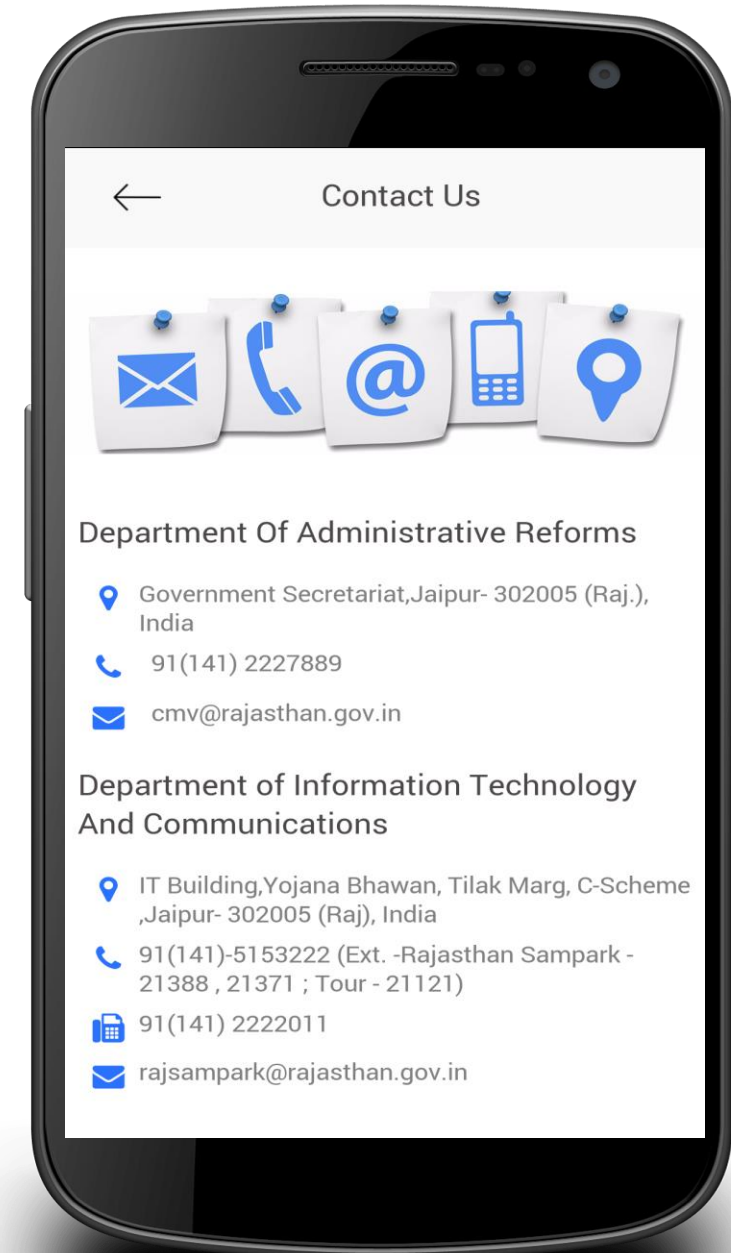 Contact Us
@
Department Of Administrative Reforms
Government Secretariat,Jaipur- 302005 (Raj.),
India
91(141) 2227889
cmv@rajasthan.gov.in
Department of Information Technology
And Communications
IT Building,Yojana Bhawan, Tilak Marg, C-Scheme
,Jaipur- 302005 (Raj), India
91(141)-5153222 (Ext. -Rajasthan Sampark -
21388 , 21371 ; Tour - 21121)
91(141) 2222011
rajsampark@rajasthan.gov.in